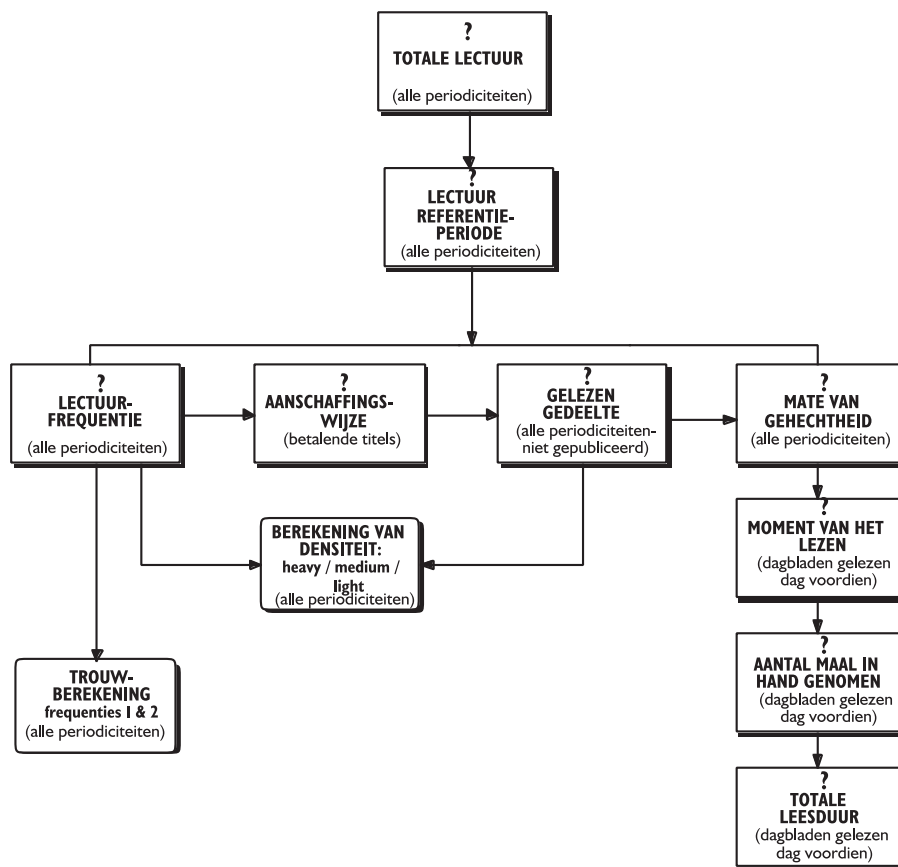 ?
TOTALE LECTUUR
(alle periodiciteiten)
?
LECTUUR
REFERENTIE-
PERIODE
(alle periodiciteiten)
?
LECTUUR-
FREQUENTIE
(alle periodiciteiten)
?
AANSCHAFFINGS-
WIJZE
(betalende titels)
?
GELEZEN
GEDEELTE
(alle periodiciteiten-
niet gepubliceerd)
?
MATE VAN
GEHECHTHEID
(alle periodiciteiten)
BEREKENING VAN
DENSITEIT:
heavy / medium /
light
(alle periodiciteiten)
?
MOMENT VAN HET
LEZEN
(dagbladen gelezen
dag voordien)
TROUW-
BEREKENING
frequenties 1 & 2
(alle periodiciteiten)
?
AANTAL MAAL IN
HAND GENOMEN
(dagbladen gelezen
dag voordien)
?
TOTALE
LEESDUUR
(dagbladen gelezen
dag voordien)